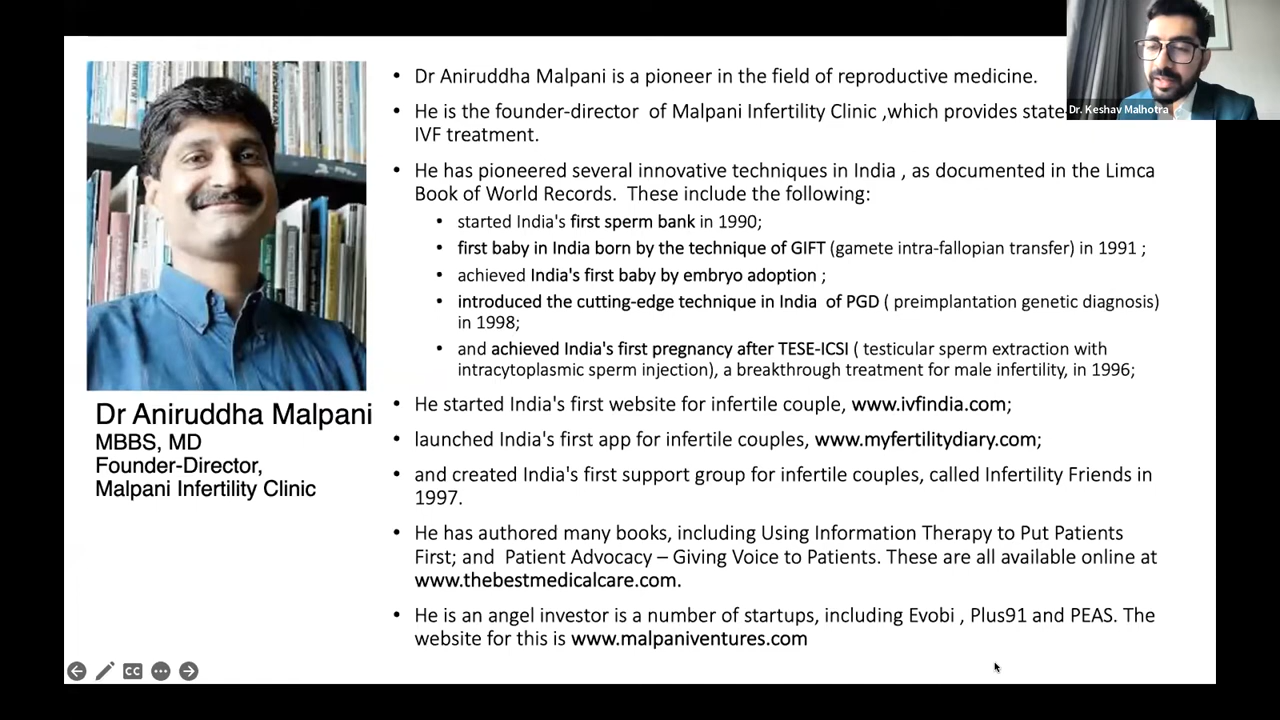 Dr Aniruddha Malpani is a pioneer in the field of reproductive medicine.
He is the founder-director of Malpani Infertility Clinic ,which provides state
IVF treatment.
He has pioneered several innovative techniques in India , as documented in the Limca
Book of World Records. These include the following:
started India's first sperm bank in 1990;
first baby in India born by the technique of GIFT (gamete intra-fallopian transfer) in 1991 ;
achieved India's first baby by embryo adoption ;
introduced the cutting-edge technique in India of PGD ( preimplantation genetic diagnosis)
in 1998;
and achieved India's first pregnancy after TESE-ICSI ( testicular sperm extraction with
intracytoplasmic sperm injection), a breakthrough treatment for male infertility, in 1996;
He started India's first website for infertile couple, www.ivfindia.com;
launched India's first app for infertile couples, www.myfertilitydiary.com;
and created India's first support group for infertile couples, called Infertility Friends in
1997.
He has authored many books, including Using Information Therapy to Put Patients
First; and Patient Advocacy – Giving Voice to Patients. These are all available online at
www.thebestmedicalcare.com.
He is an angel investor is a number of startups, including Evobi , Plus91 and PEAS. The
website for this is www.malpaniventures.com
Dr Aniruddha Malpani
MBBS, MD
Founder-Director,
Malpani Infertility Clinic
Dr. Keshav Malhotra
CC